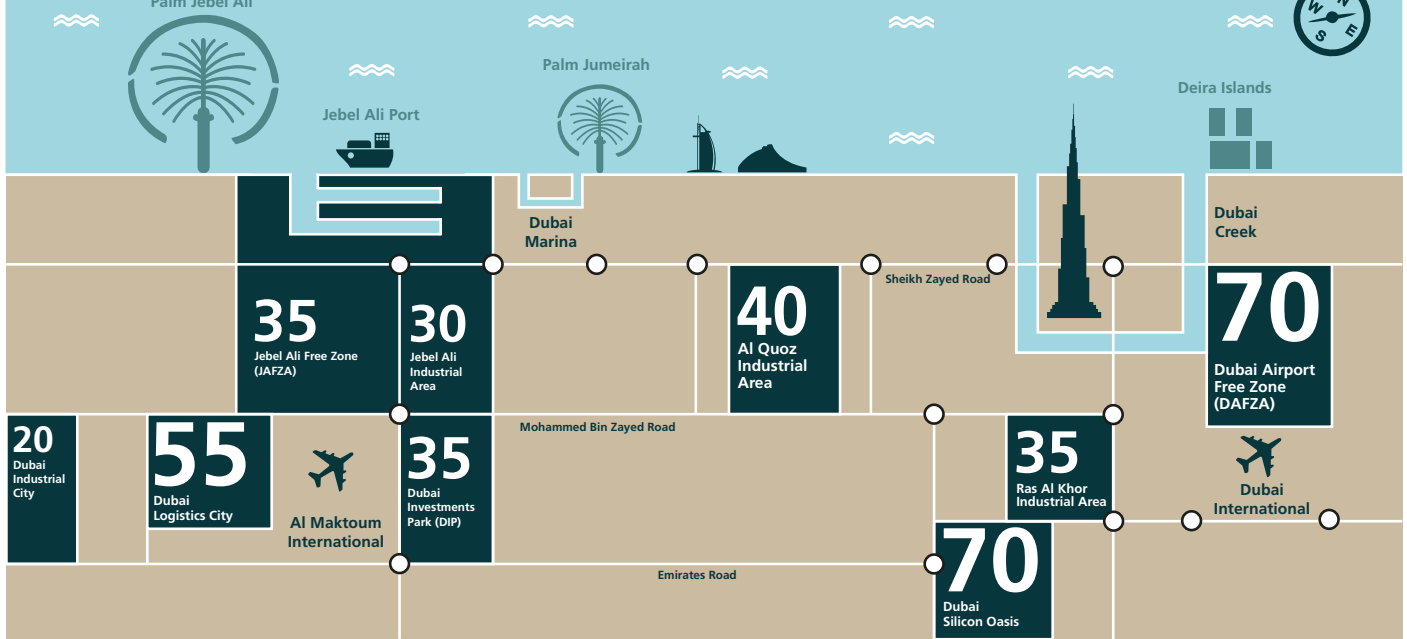 Palm Jebel Ali
N
W
E
S
Palm Jumeirah
Deira Islands
Jebel Ali Port
Dubai
Marina
Dubai
Creek
Sheikh Zayed Road
35
Jebel Ali Free Zone
(JAFZA)
30
Jebel Ali
Industrial
Area
40
Al Quoz
Industrial
Area
70
Dubai Airport
Free Zone
(DAFZA)
Mohammed Bin Zayed Road
20
Dubai
Industrial
City
55
Dubai
Logistics City
Al Maktoum
International
35
Dubai
Investments
Park (DIP)
35
Ras Al Khor
Industrial Area
Dubai
International
Emirates Road
70
Dubai
Silicon Oasis